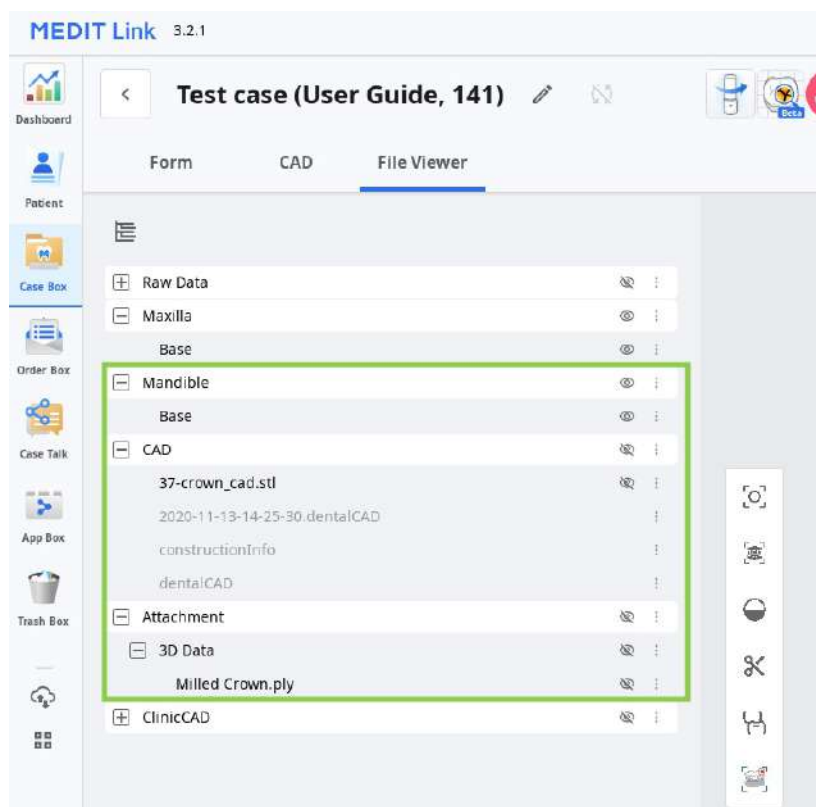 MEDIT Link 3.2.1
Test case (User Guide, 141)
Beta
Dashboard
Form CAD File Viewer
Patient
Case Box
Raw Data
Maxilla
Base
Order Box
Mandible
Base
Case Talk
CAD
37-crown_cad.stl
2020-11-13-14-25-30.dentalCAD
App Box
constructionInfo
dentalCAD
Trash Box
Attachment
3D Data
Milled Crown.ply
ClinicCAD